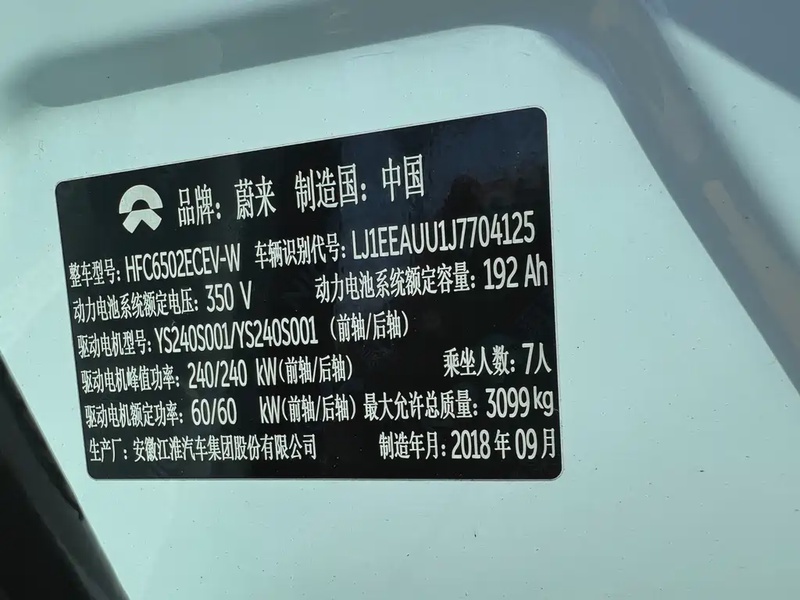 品牌：蔚来 制造国：中国
整车型号：HFC6502ECEV-W 车辆识别代号：LJ1EEAUU1J7704125
动力电池系统额定电压：350 V 动力电池系统额定容量：192 Ah
驱动电机型号：YS240S001/YS240S001（前轴/后轴）
驱动电机峰值功率：240/240 kW(前轴/后轴) 乘坐人数：7人
驱动电机额定功率：60/60 kW(前轴/后轴) 最大允许总质量：3099kg
生产厂：安徽江淮汽车集团股份有限公司 制造年月：2018年09月